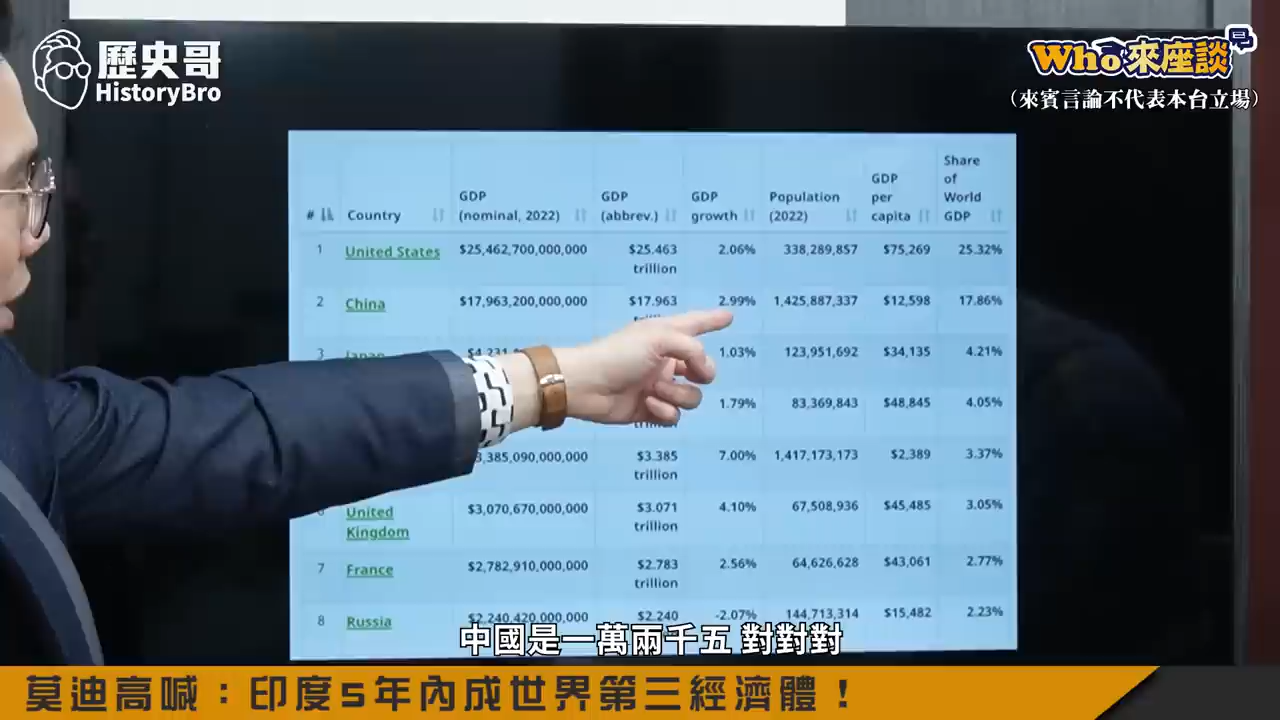 歷史哥
HistoryBro
Who來座談
（來賓言論不代表本台立場）
# Country GDP (nominal, 2022) GDP (abbrev.) GDP growth Population (2022) GDP per capita Share of World GDP
1 United States $25,462,700,000,000 $25.463 trillion 2.06% 338,289,857 $75,269 25.32%
2 China $17,963,200,000,000 $17.963 2.99% 1,425,887,337 $12,598 17.86%
3 1.03% 123,951,692 $34,135 4.21%
1.79% 83,369,843 $48,845 4.05%
3,385,090,000,000 $3.385 trillion 7.00% 1,417,173,173 $2,389 3.37%
United Kingdom $3,070,670,000,000 $3.071 trillion 4.10% 67,508,936 $45,485 3.05%
7 France $2,782,910,000,000 $2.783 trillion 2.56% 64,626,628 $43,061 2.77%
8 Russia $2,240,420,000,000 $2.240 -2.07% 144,713,314 $15,482 2.23%
中國是一萬兩千五 對對對
莫迪高喊：印度5年內成世界第三經濟體！